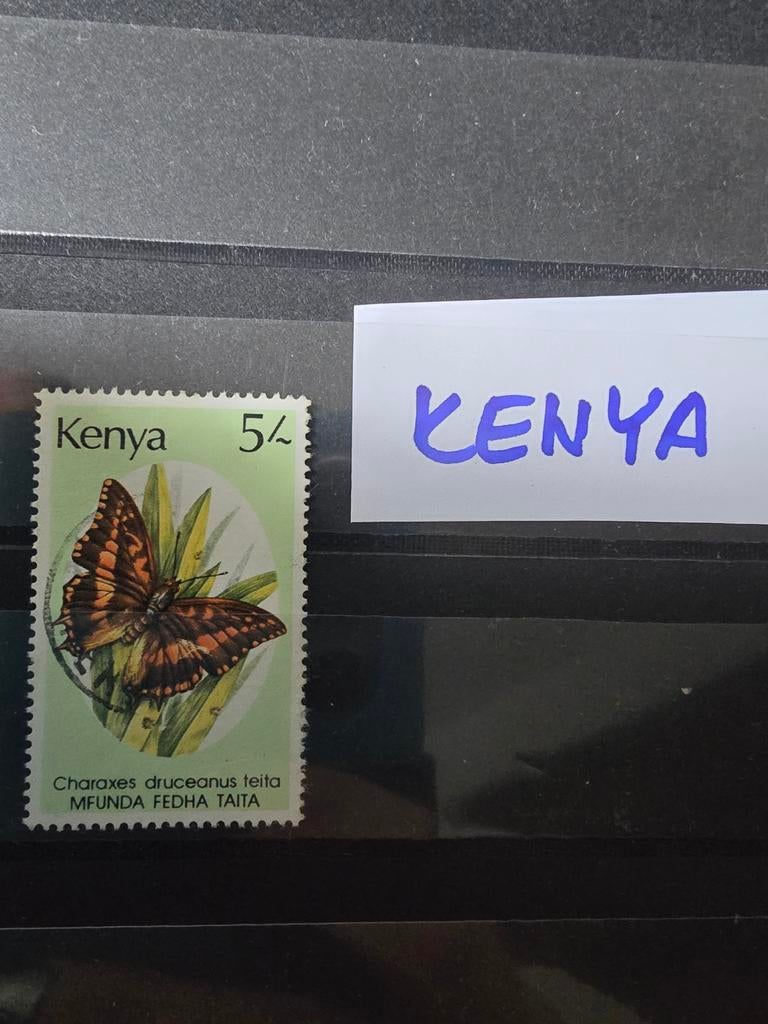 KENYA
Kenya 5/-
Charaxes druceanus teita
MFUNDA FEDHA TAITA